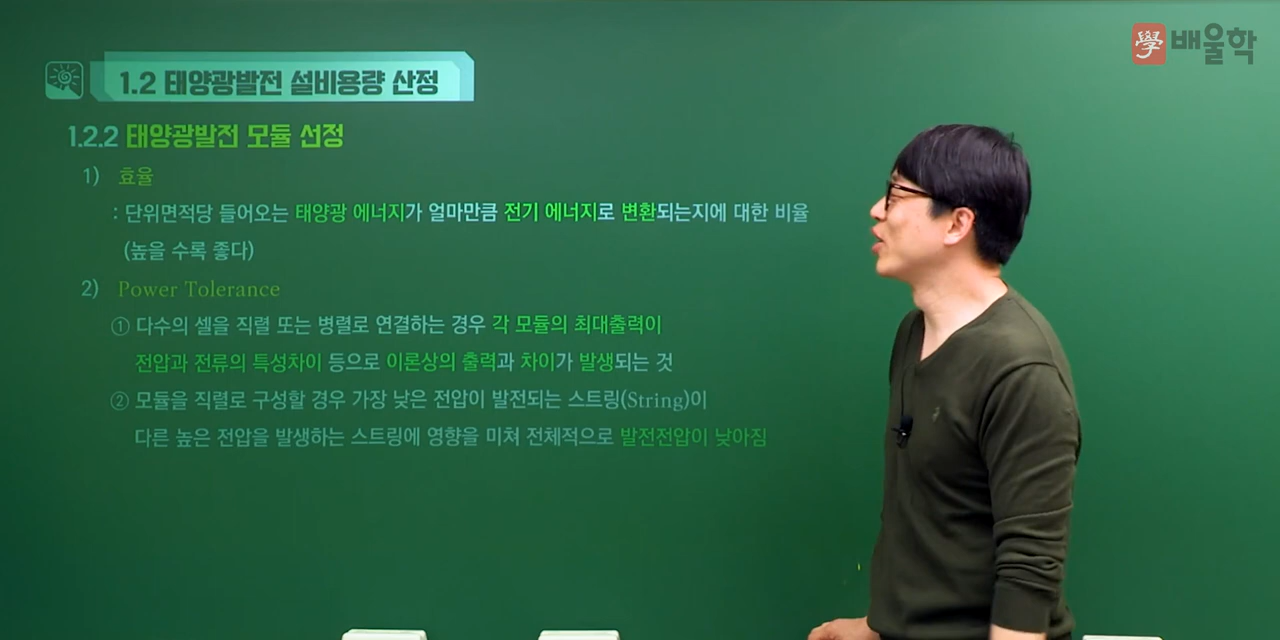 學 배울학
1.2 태양광발전 설비용량 산정
1.2.2 태양광발전 모듈 선정
1) 효율
: 단위면적당 들어오는 태양광 에너지가 얼마만큼 전기 에너지로 변환되는지에 대한 비율
(높을 수록 좋다)
2) Power Tolerance
① 다수의 셀을 직렬 또는 병렬로 연결하는 경우 각 모듈의 최대출력이
전압과 전류의 특성차이 등으로 이론상의 출력과 차이가 발생되는 것
② 모듈을 직렬로 구성할 경우 가장 낮은 전압이 발전되는 스트링(String)이
다른 높은 전압을 발생하는 스트링에 영향을 미쳐 전체적으로 발전전압이 낮아짐